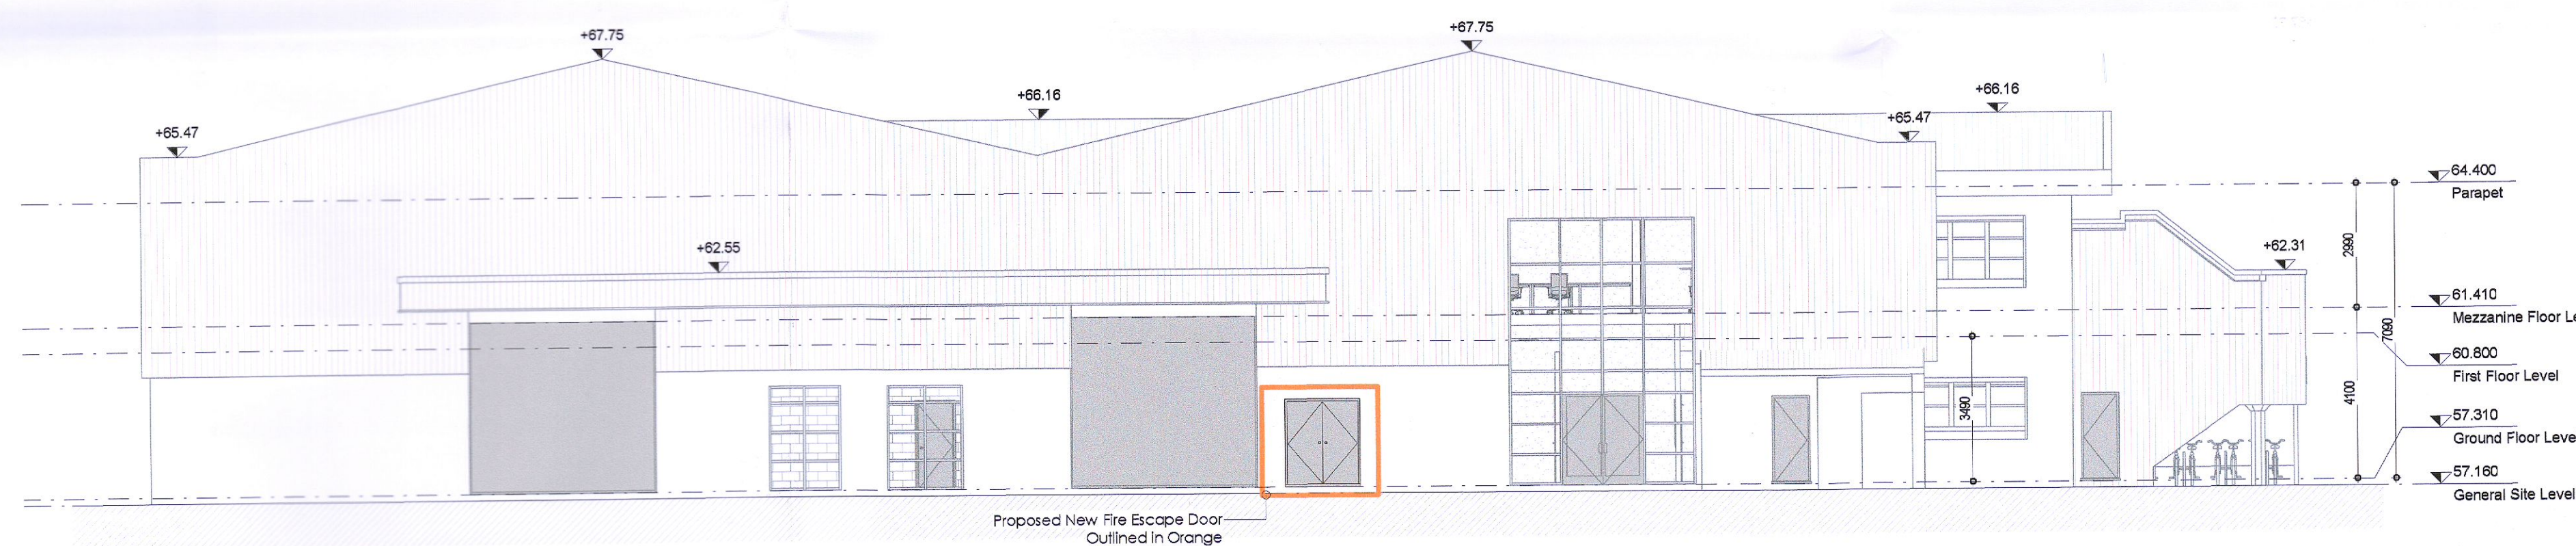 +67.75
+67.75
+66.16
+66.16
+65.47
+65.47
64.400
Parapet
+62.55
+62.31
2990
61.410
Mezzanine Floor Le
7090
60.800
First Floor Level
4100
3490
57.310
Ground Floor Leve
57.160
General Site Level
Proposed New Fire Escape Door
Outlined in Orange